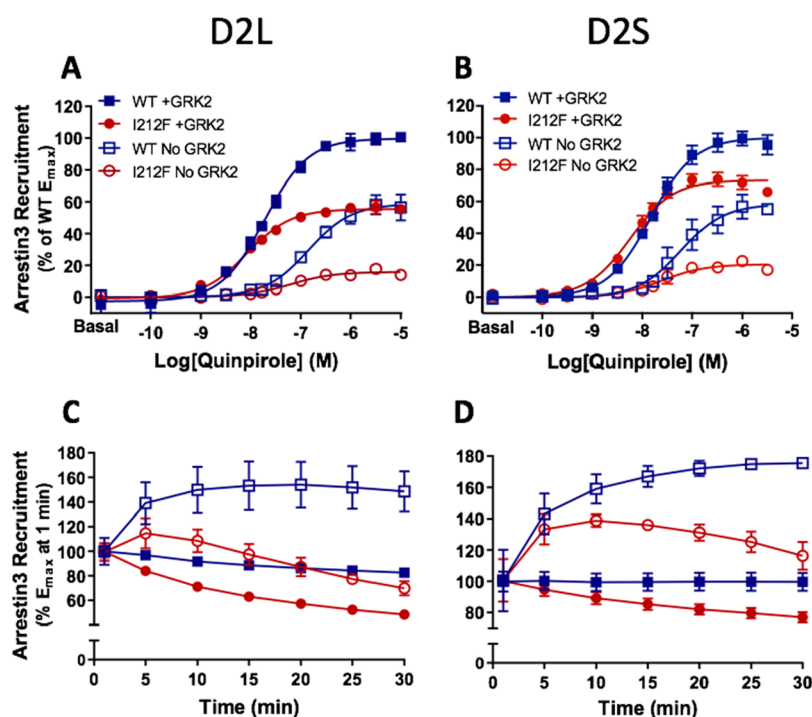 D2L
D2S
A
WT +GRK2
I212F +GRK2
WT No GRK2
I212F No GRK2
120
100
80
60
40
20
0
Arrestin3 Recruitment
(% of WT Emax)
Basal -10 -9 -8 -7 -6 -5
Log[Quinpirole] (M)
B
WT +GRK2
I212F +GRK2
WT No GRK2
I212F No GRK2
120
100
80
60
40
20
0
Basal -10 -9 -8 -7 -6 -5
Log[Quinpirole] (M)
C
180
160
140
120
100
80
60
0
Arrestin3 Recruitment
(% Emax at 1 min)
0 5 10 15 20 25 30
Time (min)
D
180
160
140
120
100
80
0
0 5 10 15 20 25 30
Time (min)